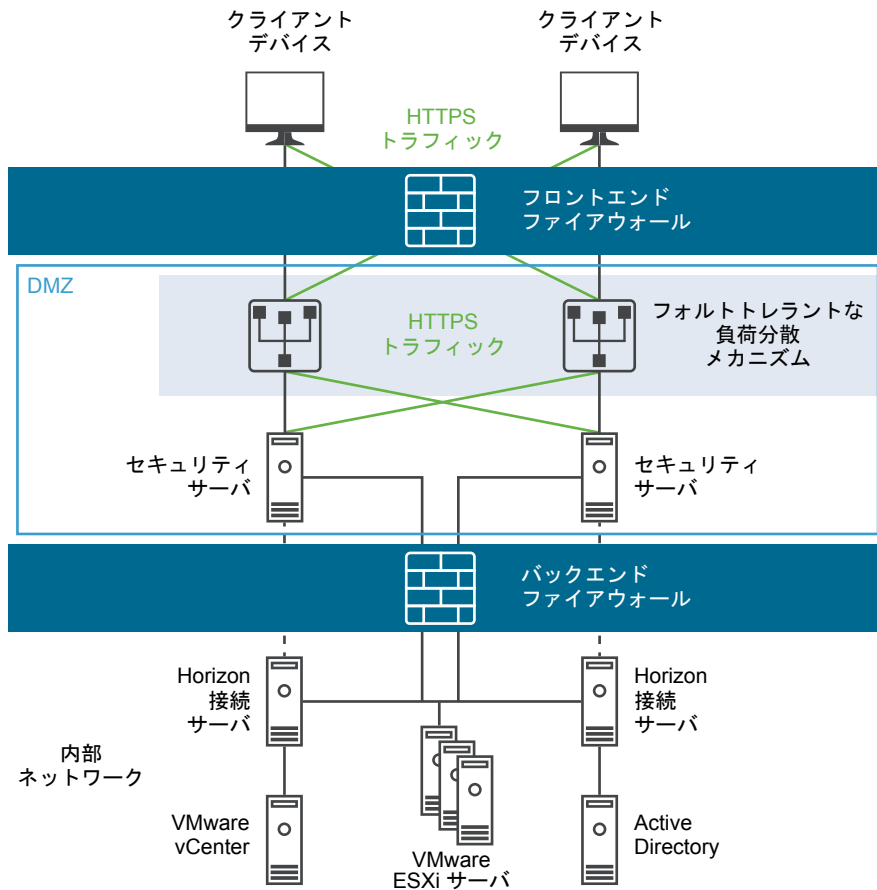 クライアント
デバイス
クライアント
デバイス
HTTPS
トラフィック
フロントエンド
ファイアウォール
DMZ
HTTPS
トラフィック
フォルトトレラントな
負荷分散
メカニズム
セキュリティ
サーバ
セキュリティ
サーバ
バックエンド
ファイアウォール
Horizon
接続
サーバ
Horizon
接続
サーバ
内部
ネットワーク
VMware
vCenter
VMware
ESXi サーバ
Active
Directory